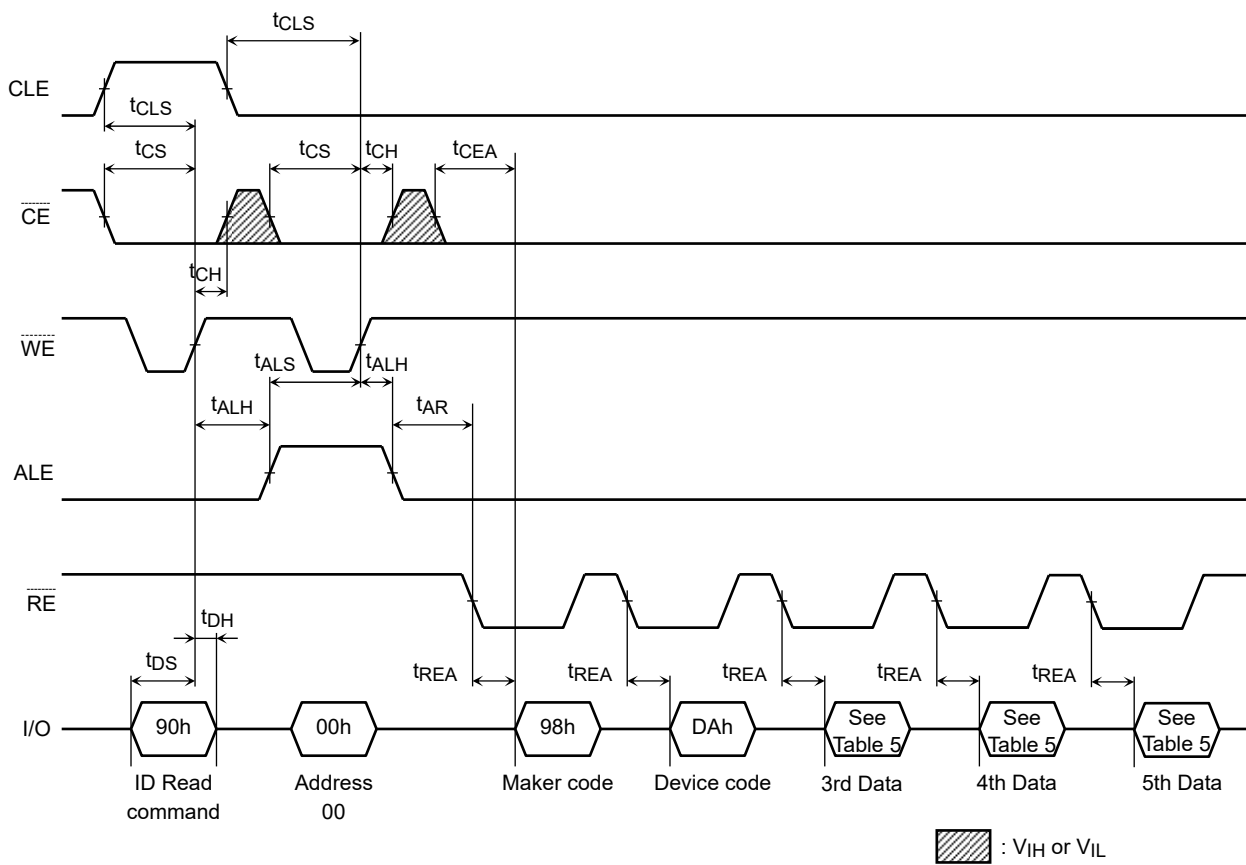 tCLS
CLE
tCLS
tCS
tCS
tCH
tCEA
CE
tCH
WE
tALS
tALH
tALH
tAR
ALE
RE
tDH
tDS
tREA
tREA
tREA
tREA
tREA
I/O
90h
00h
98h
DAh
See
Table 5
See
Table 5
See
Table 5
ID Read
command
Address
00
Maker code
Device code
3rd Data
4th Data
5th Data
: VIH or VIL